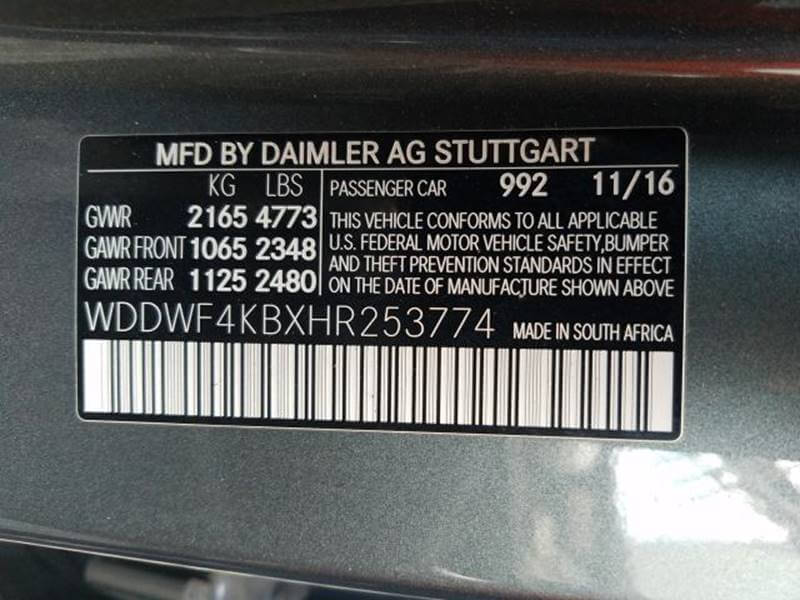 MFD BY DAIMLER AG STUTTGART
KG LBS
GVWR 2165 4773
GAWR FRONT 1065 2348
GAWR REAR 1125 2480
PASSENGER CAR 992 11/16
THIS VEHICLE CONFORMS TO ALL APPLICABLE
U.S. FEDERAL MOTOR VEHICLE SAFETY,BUMPER
AND THEFT PREVENTION STANDARDS IN EFFECT
ON THE DATE OF MANUFACTURE SHOWN ABOVE
WDDWF4KBXHR253774 MADE IN SOUTH AFRICA